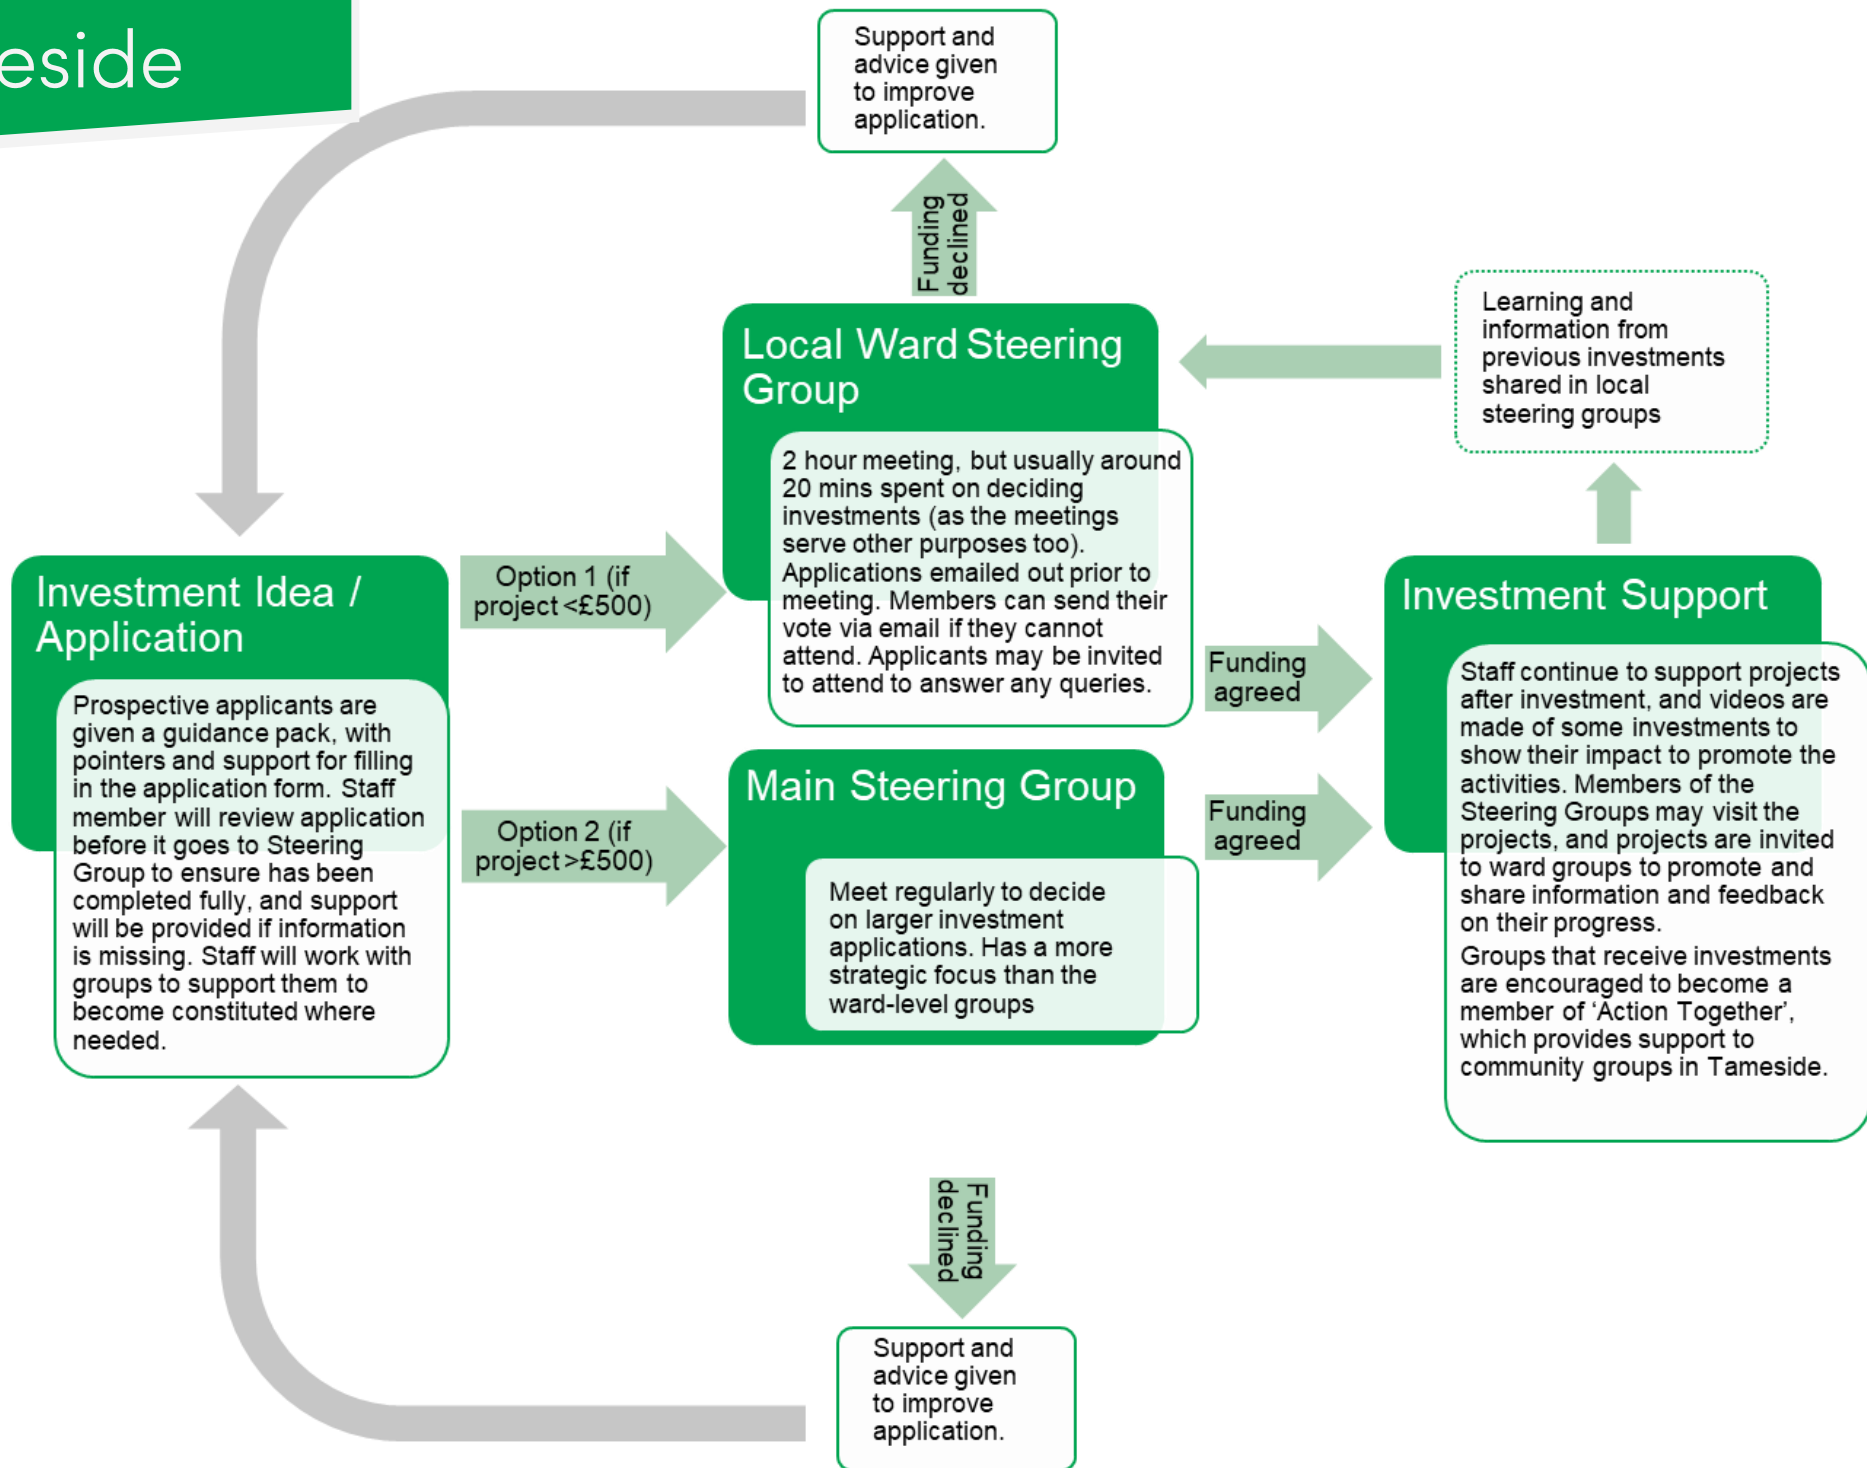 eside
Support and
advice given
to improve
application.
Funding
declined
Learning and
information from
previous investments
shared in local
steering groups
Local Ward Steering
Group
2 hour meeting, but usually around
20 mins spent on deciding
investments (as the meetings
serve other purposes too).
Applications emailed out prior to
meeting. Members can send their
vote via email if they cannot
attend. Applicants may be invited
to attend to answer any queries.
Investment Idea /
Application
Prospective applicants are
given a guidance pack, with
pointers and support for filling
in the application form. Staff
member will review application
before it goes to Steering
Group to ensure has been
completed fully, and support
will be provided if information
is missing. Staff will work with
groups to support them to
become constituted where
needed.
Option 1 (if
project <£500)
Option 2 (if
project >£500)
Main Steering Group
Meet regularly to decide
on larger investment
applications. Has a more
strategic focus than the
ward-level groups
Funding
agreed
Funding
agreed
Investment Support
Staff continue to support projects
after investment, and videos are
made of some investments to
show their impact to promote the
activities. Members of the
Steering Groups may visit the
projects, and projects are invited
to ward groups to promote and
share information and feedback
on their progress.
Groups that receive investments
are encouraged to become a
member of ‘Action Together’,
which provides support to
community groups in Tameside.
Funding
declined
Support and
advice given
to improve
application.